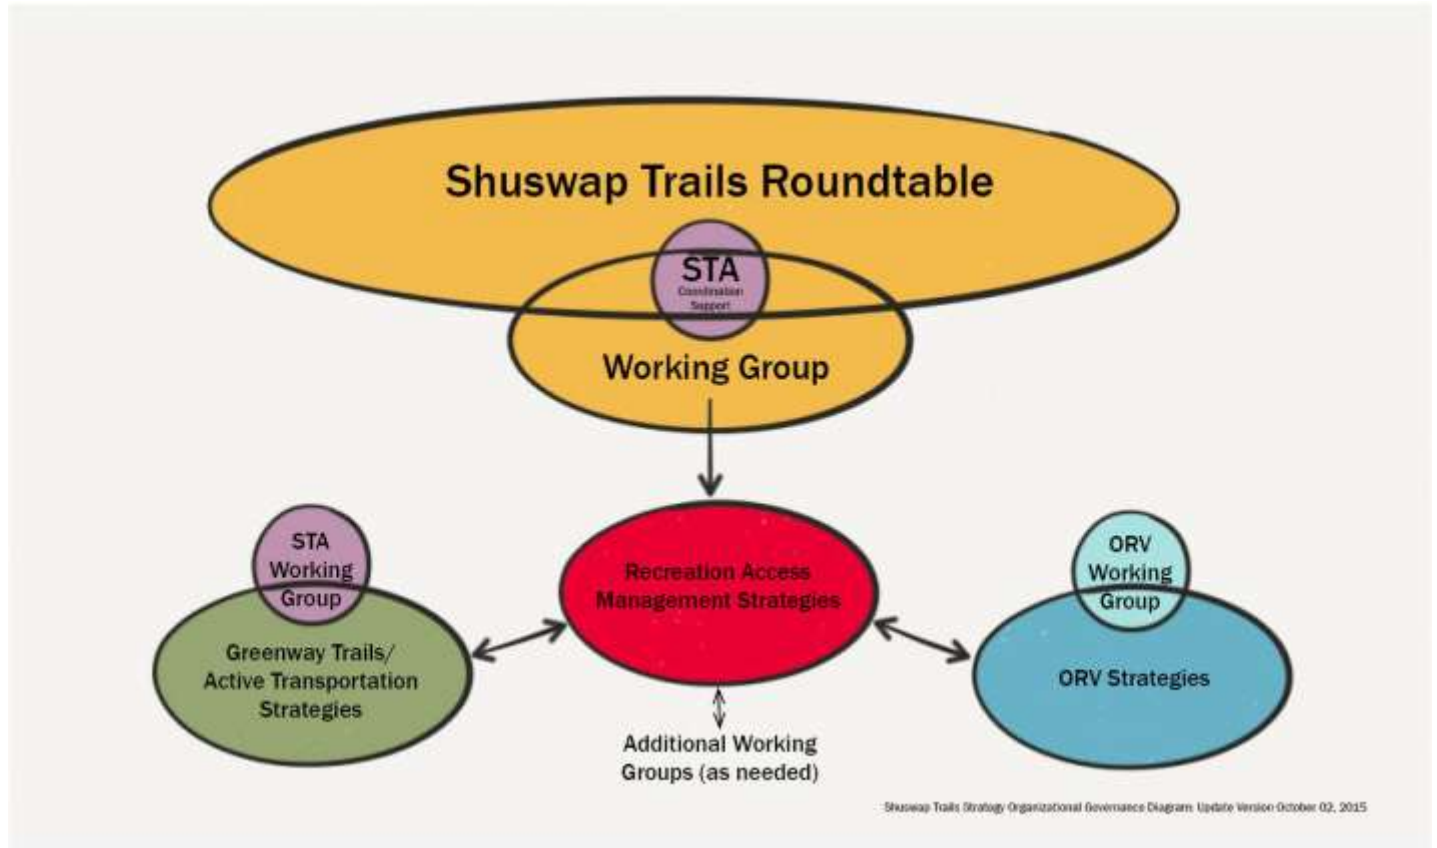 Shuswap Trails Roundtable
STA
Coordination
Support
Working Group
STA
Working
Group
Greenway Trails/
Active Transportation
Strategies
Recreation Access
Management Strategies
ORV
Working
Group
ORV Strategies
Additional Working
Groups (as needed)
Shuswap Trails Strategy Organizational Governance Diagram: Update Version October 02, 2015